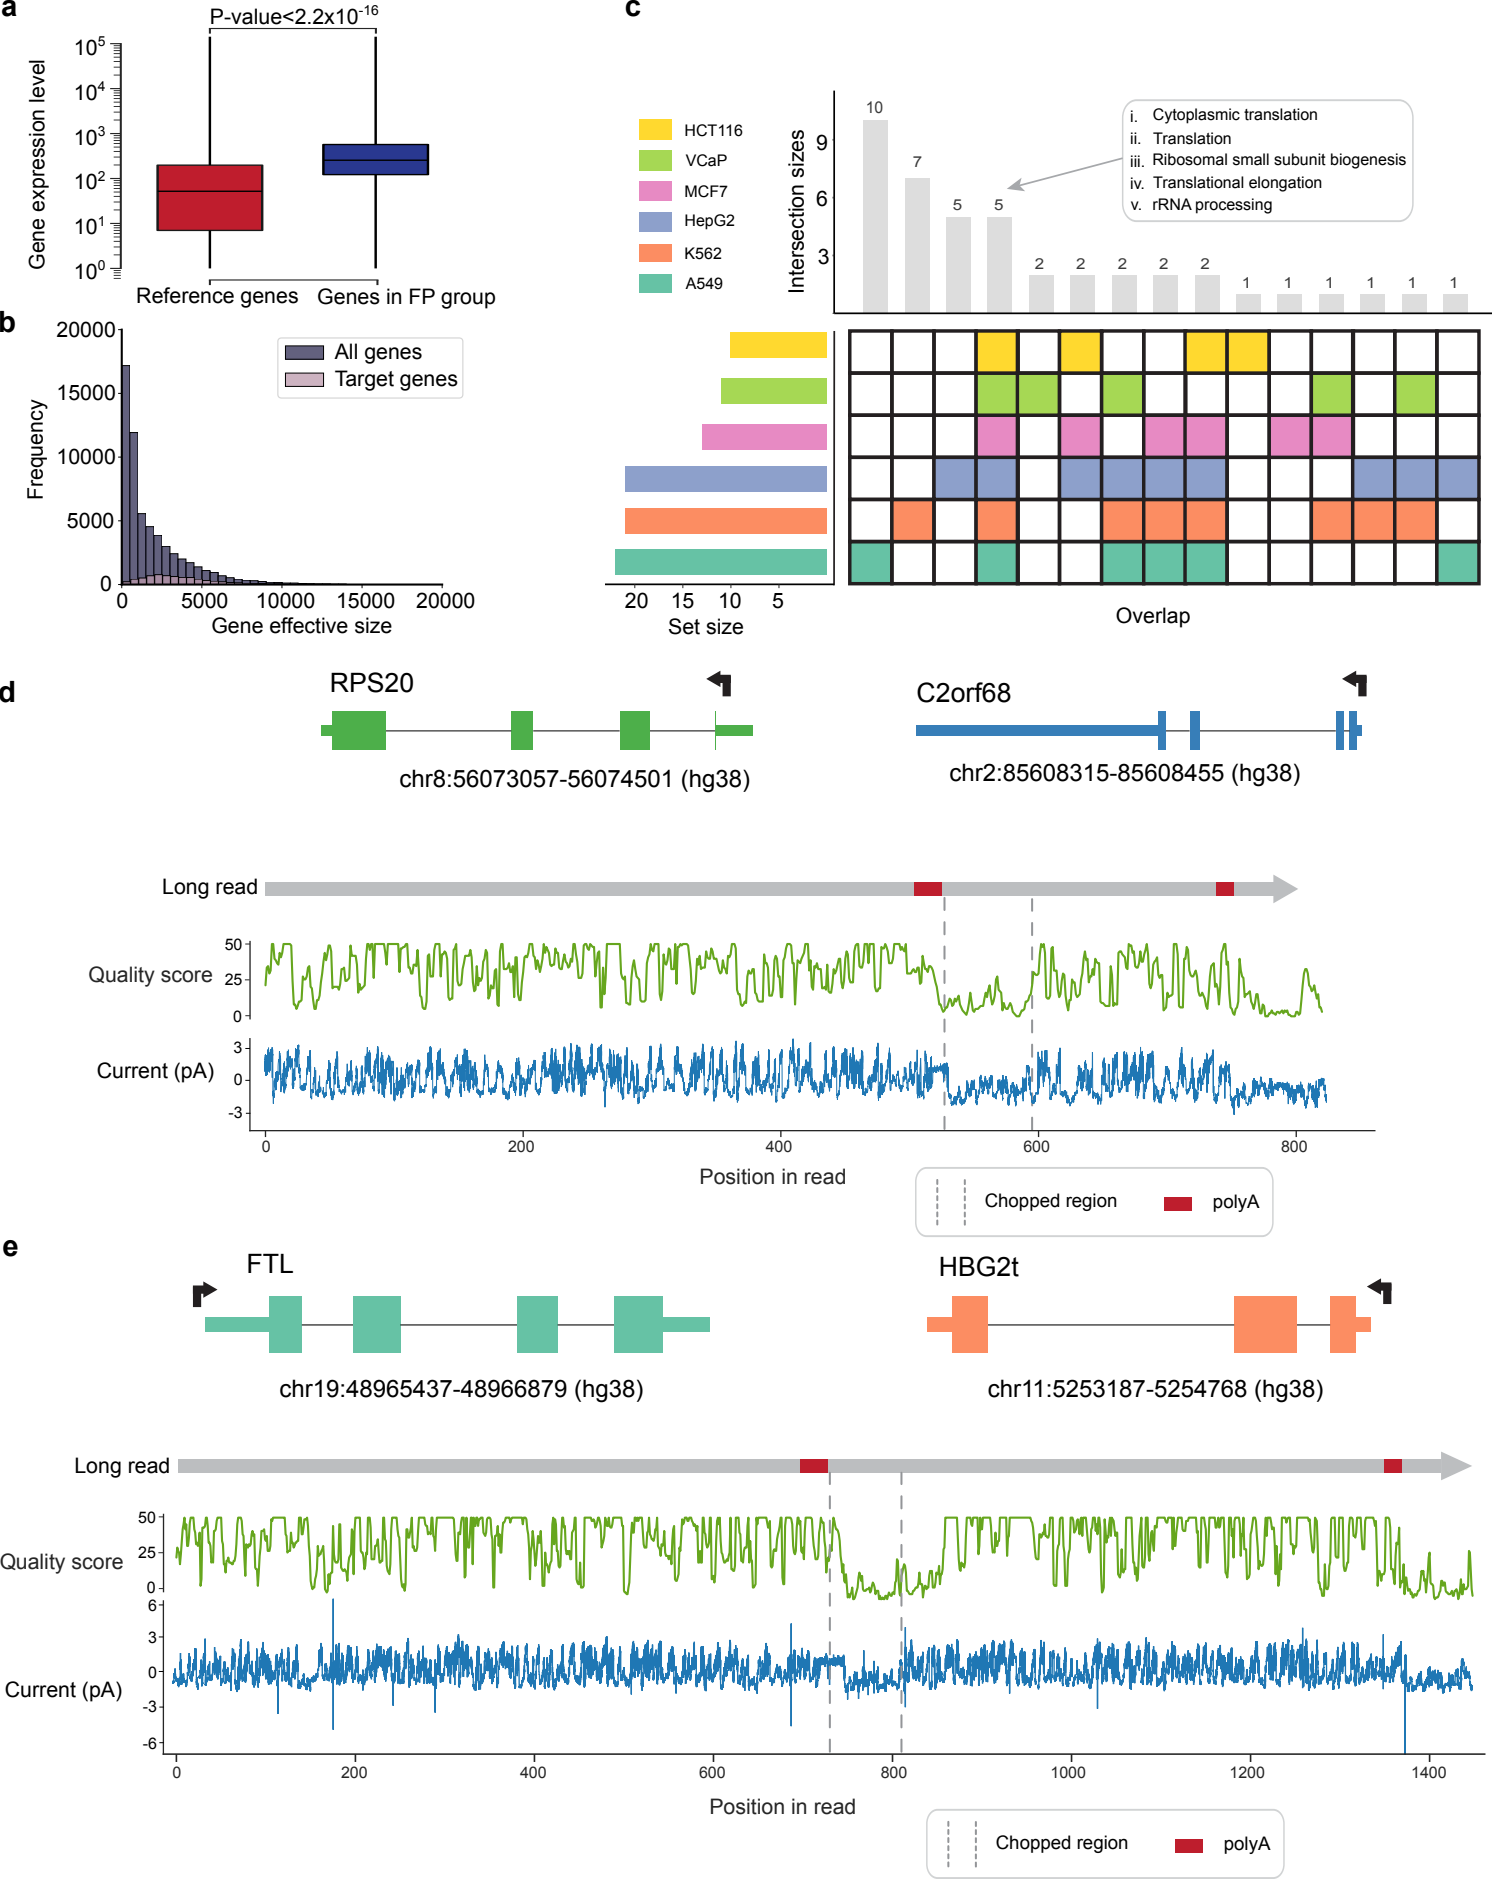 a
P-value<2.2x10^-16
Gene expression level
10^5
10^4
10^3
10^2
10^1
10^0
Reference genes
Genes in FP group
b
Frequency
20000
15000
10000
5000
0
All genes
Target genes
0 5000 10000 15000 20000
Gene effective size
c
HCT116
VCaP
MCF7
HepG2
K562
A549
Intersection sizes
9
6
3
10 7 5 5 2 2 2 2 2 1 1 1 1 1 1
i. Cytoplasmic translation
ii. Translation
iii. Ribosomal small subunit biogenesis
iv. Translational elongation
v. rRNA processing
20 15 10 5
Set size
Overlap
d
RPS20
chr8:56073057-56074501 (hg38)
C2orf68
chr2:85608315-85608455 (hg38)
Long read
Quality score
50
25
0
Current (pA)
3
0
-3
0 200 400 600 800
Position in read
Chopped region
polyA
e
FTL
chr19:48965437-48966879 (hg38)
HBG2t
chr11:5253187-5254768 (hg38)
Long read
Quality score
50
25
0
Current (pA)
6
3
0
-3
-6
0 200 400 600 800 1000 1200 1400
Position in read
Chopped region
polyA